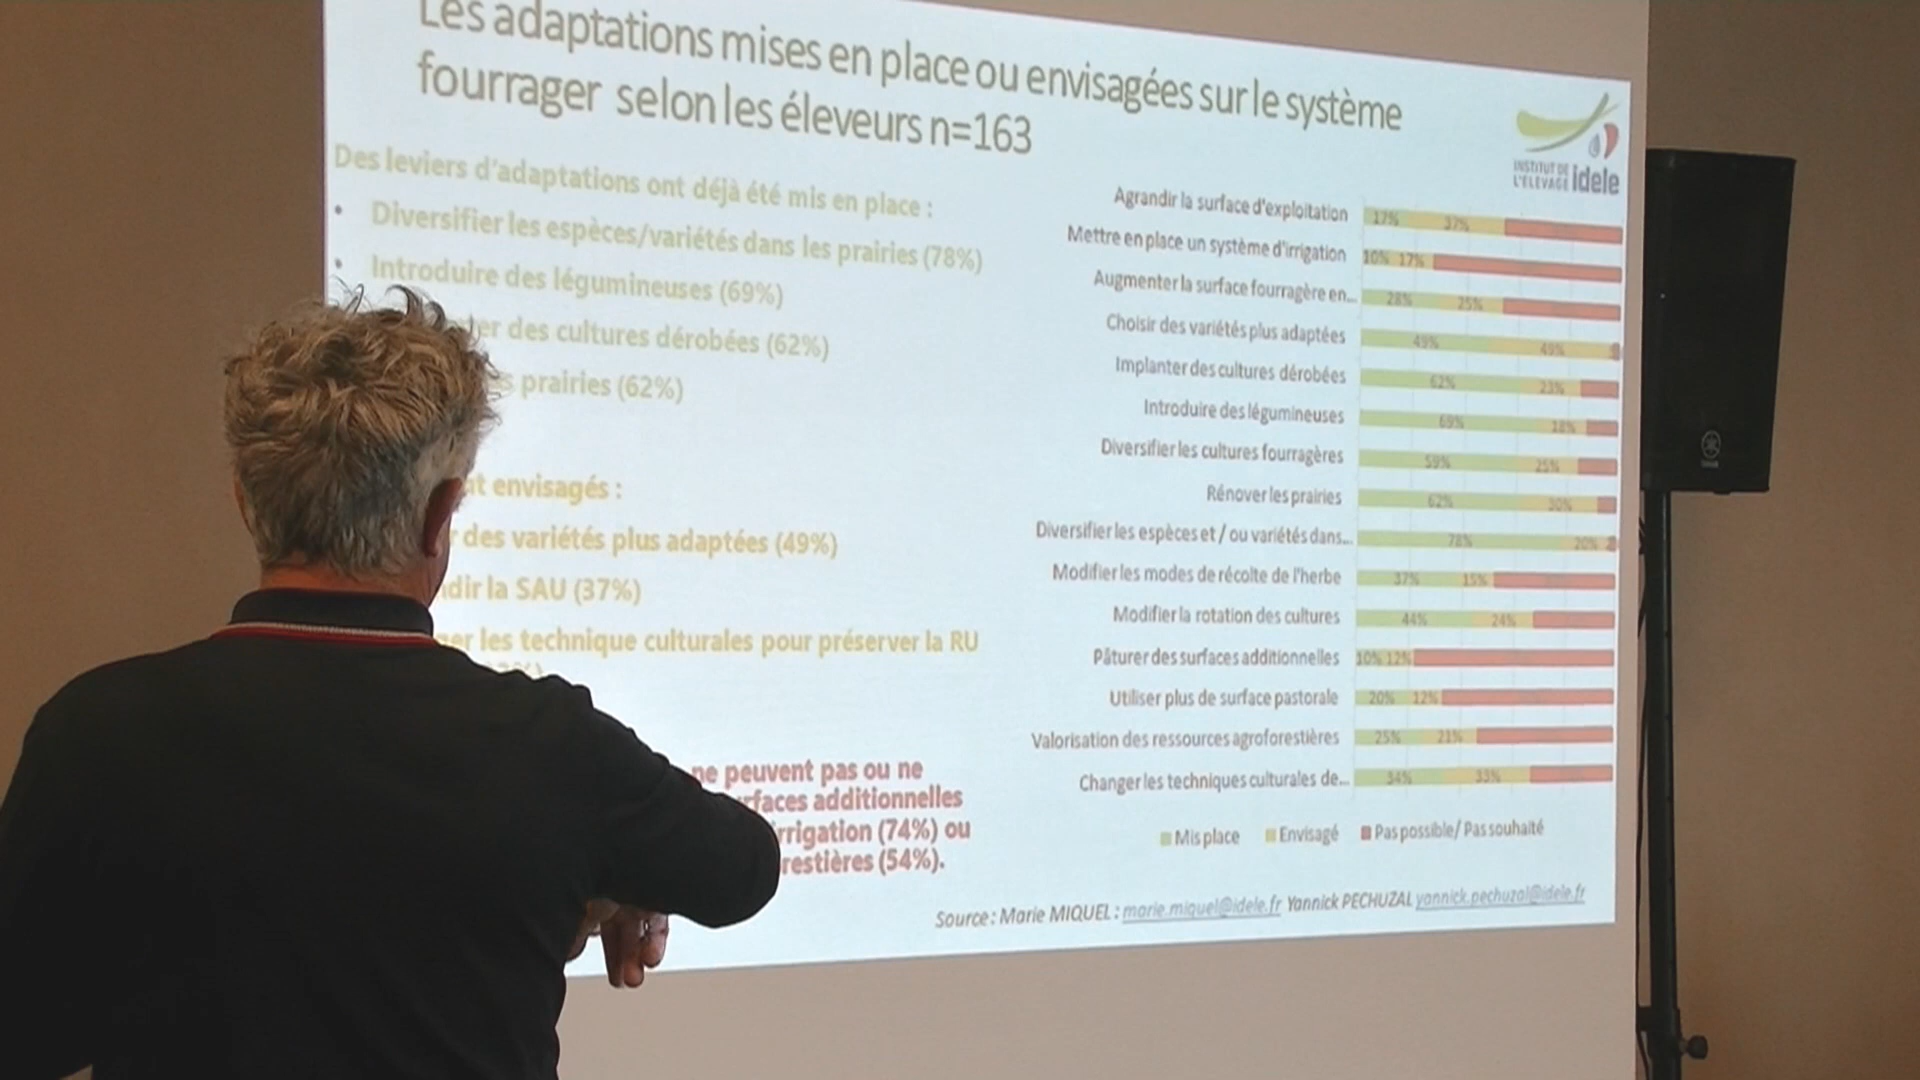 Les adaptations mises en place ou envisagées sur le système
fourrager selon les éleveurs n=163
INSTITUT DE
L'ELEVAGE idele
Des leviers d'adaptations ont déjà été mis en place :
• Diversifier les espèces/variétés dans les prairies (78%)
• Introduire des légumineuses (69%)
des cultures dérobées (62%)
prairies (62%)
envisagés :
des variétés plus adaptées (49%)
la SAU (37%)
les technique culturales pour préserver la RU
ne peuvent pas ou ne
additionnelles
(74%) ou
(54%).
Agrandir la surface d'exploitation 17% 37%
Mettre en place un système d'irrigation 10% 17%
Augmenter la surface fourragère en... 28% 25%
Choisir des variétés plus adaptées 49% 49%
Implanter des cultures dérobées 62% 23%
Introduire des légumineuses 69% 18%
Diversifier les cultures fourragères 59% 25%
Rénover les prairies 62% 30%
Diversifier les espèces et / ou variétés dans... 78% 20% 2
Modifier les modes de récolte de l'herbe 37% 15%
Modifier la rotation des cultures 44% 24%
Pâturer des surfaces additionnelles 10% 12%
Utiliser plus de surface pastorale 20% 12%
Valorisation des ressources agroforestières 25% 21%
Changer les techniques culturales de... 34% 33%
Mis place Envisagé Pas possible/ Pas souhaité
Source : Marie MIQUEL : marie.miquel@idele.fr Yannick PECHUZAL yannick.pechuzal@idele.fr